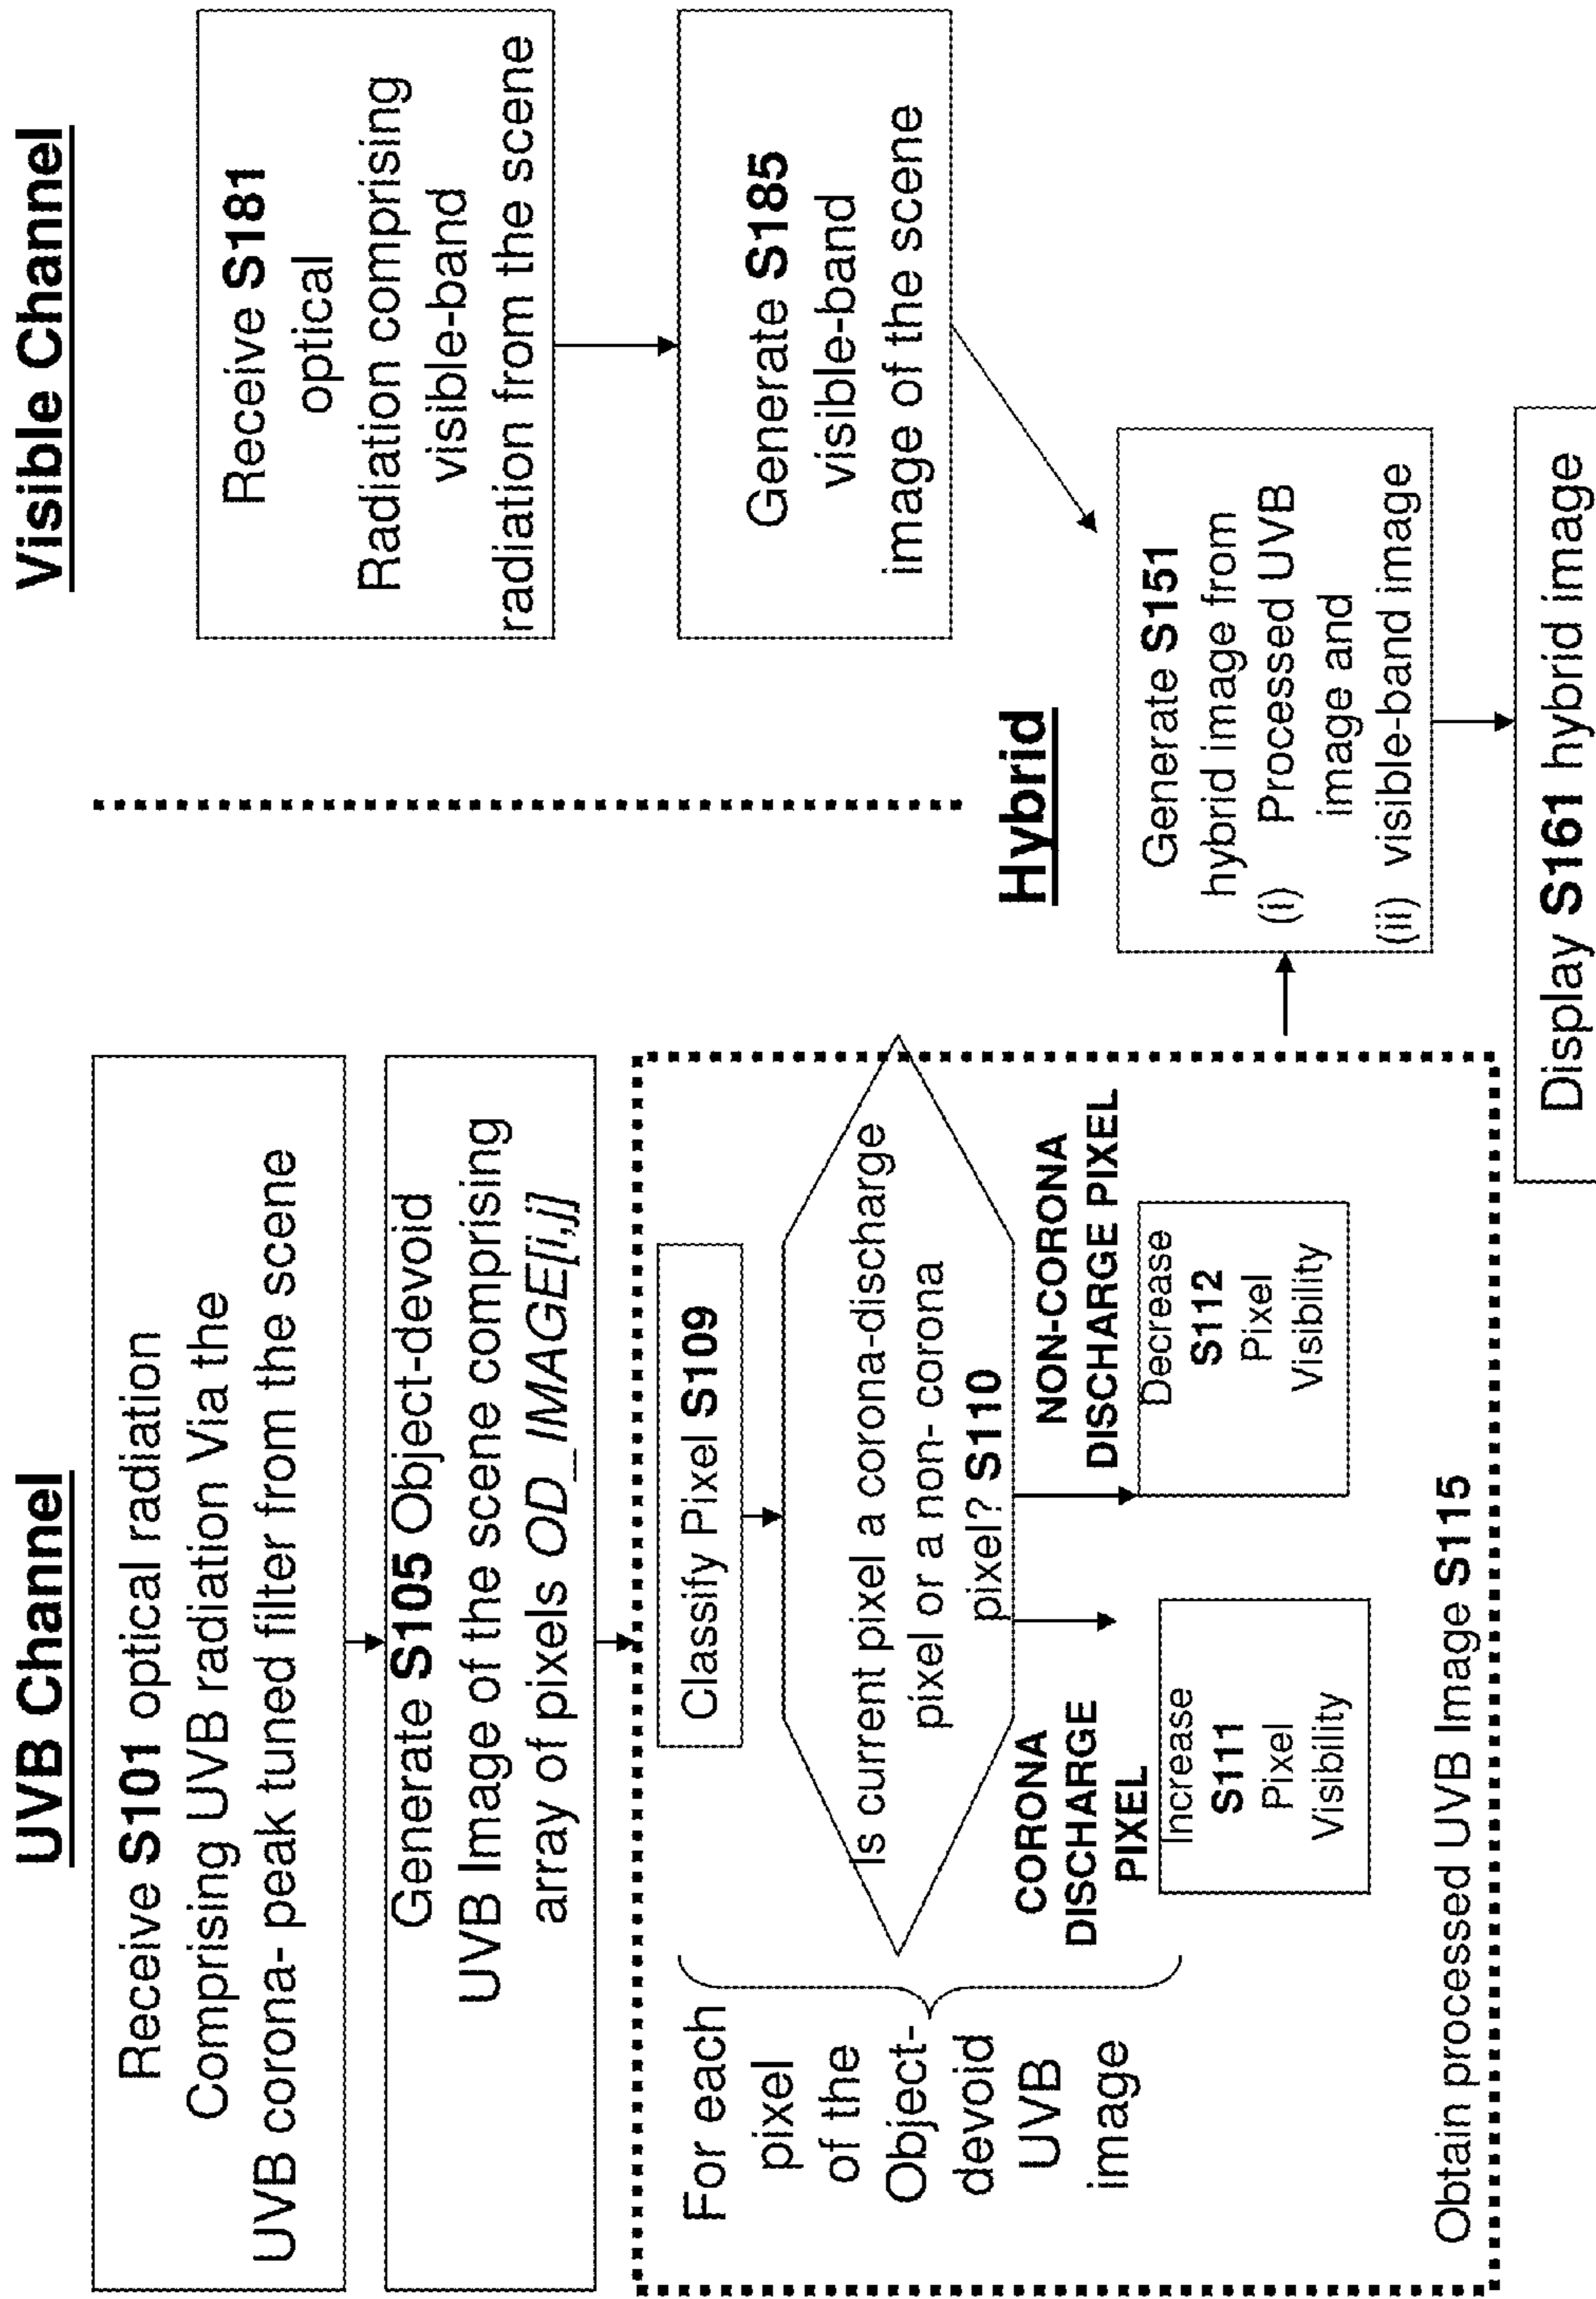 UVB Channel
Receive S101 optical radiation
Comprising UVB radiation Via the
UVB corona- peak tuned filter from the scene
Generate S105 Object-devoid
UVB Image of the scene comprising
array of pixels OD_IMAGE[i,j]
For each
pixel
of the
Object-
devoid
UVB
image
Classify Pixel S109
Is current pixel a corona-discharge
pixel or a non- corona
pixel? S110
CORONA
DISCHARGE
PIXEL
Increase
S111
Pixel
Visibility
NON-CORONA
DISCHARGE PIXEL
Decrease
S112
Pixel
Visibility
Obtain processed UVB Image S115
Visible Channel
Receive S181
optical
Radiation comprising
visible-band
radiation from the scene
Generate S185
visible-band
image of the scene
Hybrid
Generate S151
hybrid image from
(i) Processed UVB
image and
(ii) visible-band image
Display S161 hybrid image